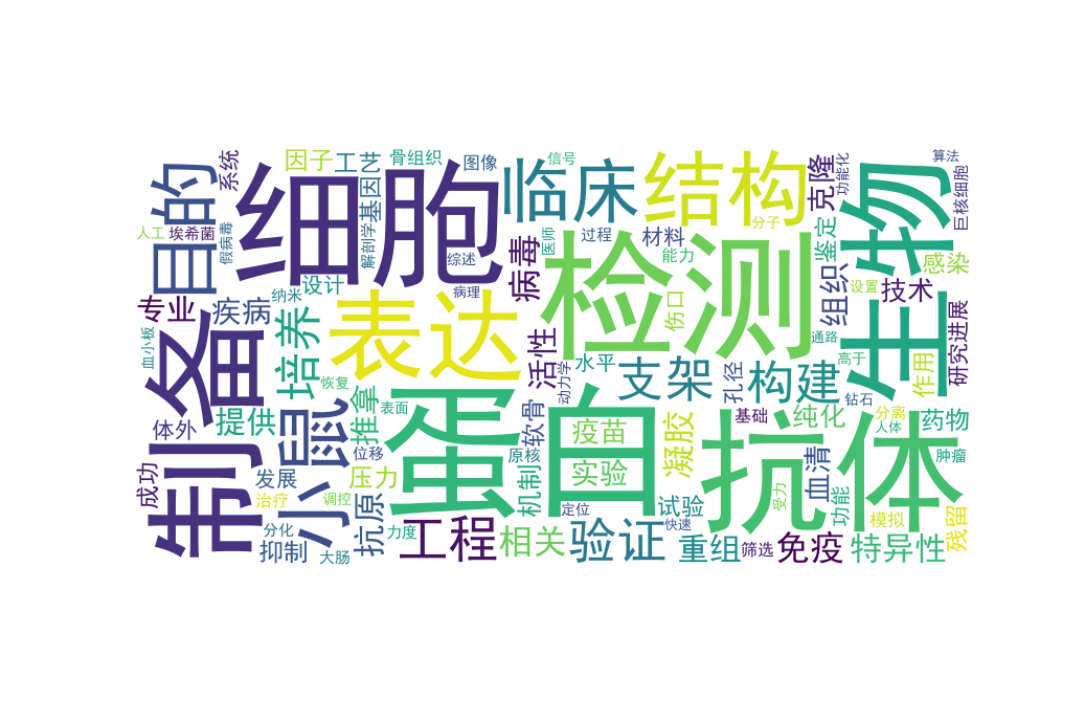 目的
系统
因子
工艺
骨组织
图像
信号
临床
结构
克隆
功能化
生物
算法
巨核细胞
细胞
基因
解剖学
人工
埃希菌
假病毒
综述
病理
病毒
医师
过程
材料
能力
分子
检测
鉴定
感染
组织
设置
技术
研究进展
专业
疾病
纳米
设计
制备
血小板
培养
表达
活性
动力学
水平
伤口
支架
孔径
构建
通路
高于
作用
恢复
提供
体外
小鼠
推拿
表面
蛋白
软骨
疫苗
钻石
基础
纯化
分离
人体
药物
抗体
成功
发展
治疗
位移
压力
原核
机制
实验
凝胶
血清
受力
功能
肿瘤
模拟
残留
调控
分化
抑制
大肠
抗原
力度
工程
相关
定位
验证
试验
快速
重组
筛选
免疫
特异性